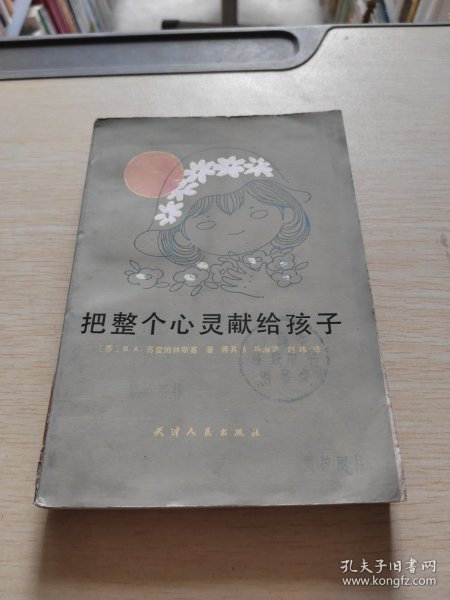 把整个心灵献给孩子
〔苏〕B.A.苏霍姆林斯基 著 唐其慈 毕淑芝 赵玮 译
天津人民出版社
孔夫子旧书网
www.kongfz.com